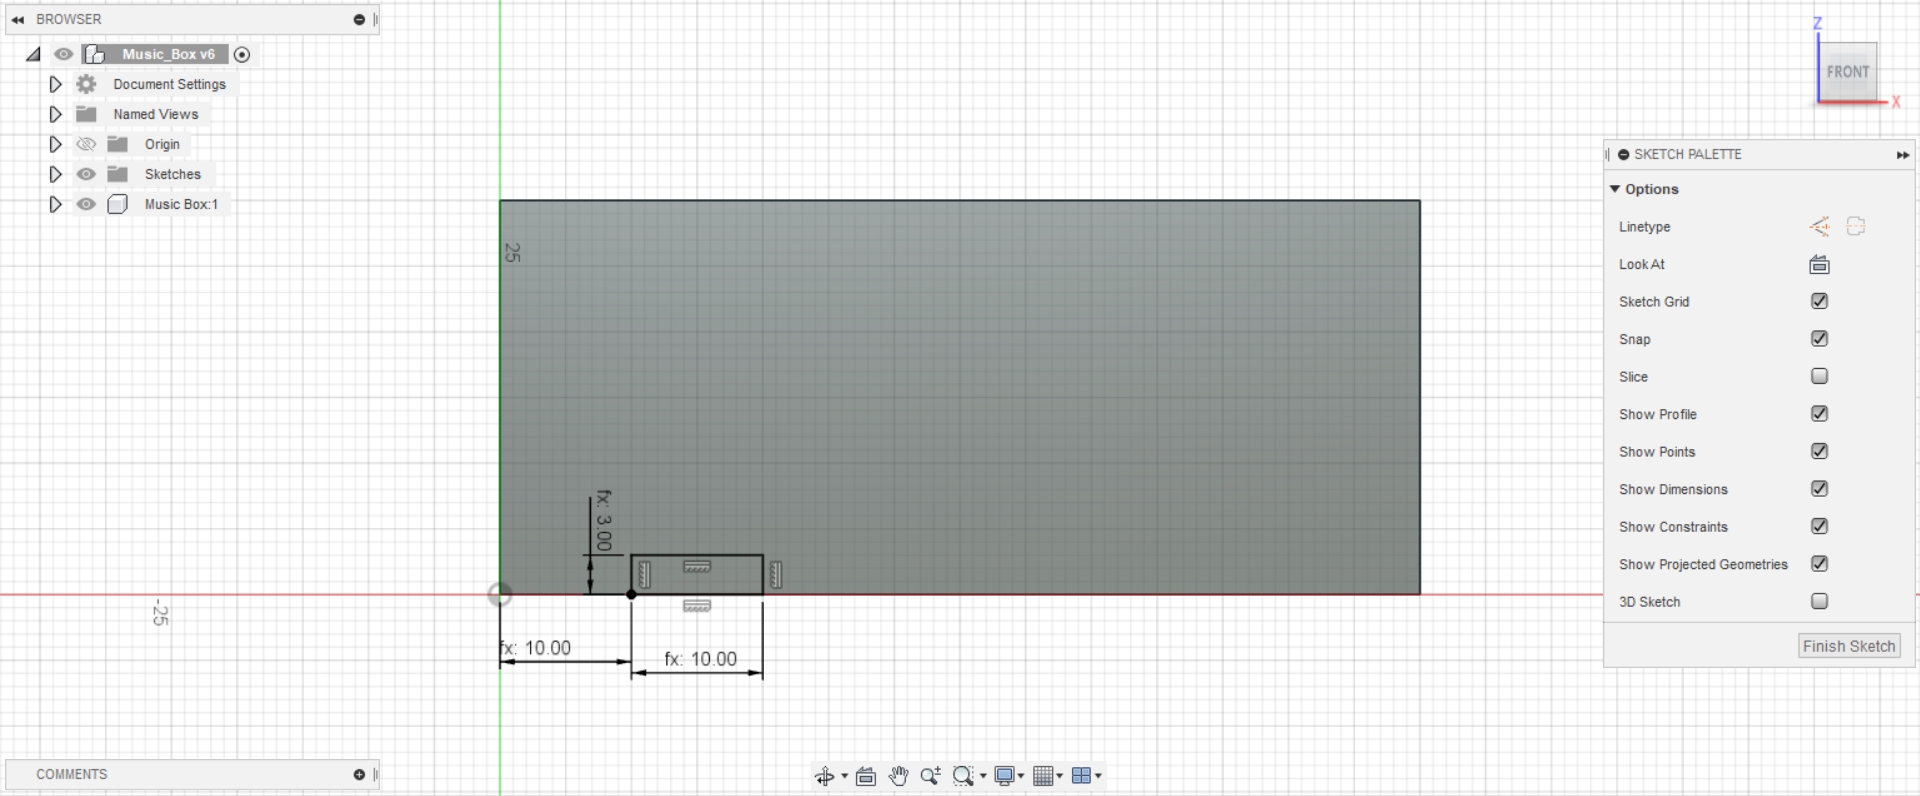 BROWSER
Music_Box v6
Document Settings
Named Views
Origin
Sketches
Music Box:1
Z
FRONT
X
SKETCH PALETTE
Options
Linetype
Look At
Sketch Grid
Snap
Slice
Show Profile
Show Points
Show Dimensions
Show Constraints
Show Projected Geometries
3D Sketch
Finish Sketch
25
fx: 3.00
-25
fx: 10.00
fx: 10.00
COMMENTS